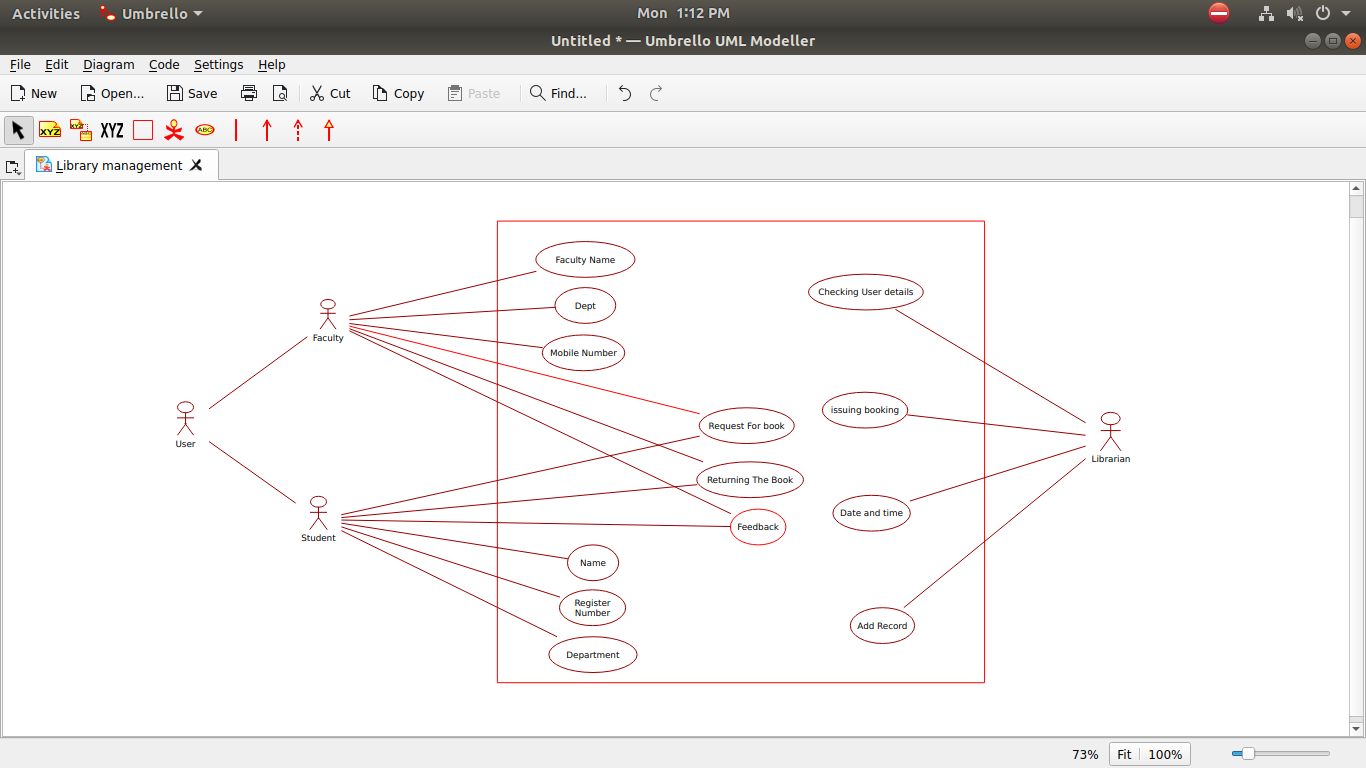 Activities Umbrello Mon 1:12 PM
Untitled * — Umbrello UML Modeller
File Edit Diagram Code Settings Help
New Open... Save Cut Copy Paste Find...
XYZ XYZ XYZ ABC
Library management
Faculty Name
Dept
Mobile Number
Request For book
Returning The Book
Feedback
Name
Register
Number
Department
Checking User details
issuing booking
Date and time
Add Record
Faculty
User
Student
Librarian
73% Fit 100%